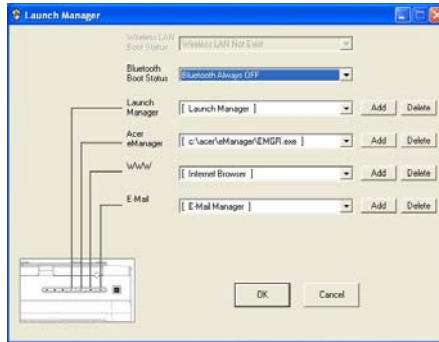 Launch Manager
Wireless LAN
Boot Status
Wireless LAN Not Exist
Bluetooth
Boot Status
Bluetooth Always OFF
Launch
Manager
[ Launch Manager ]
Add
Delete
Acer
eManager
[ c:\acer\eManager\EMGR.exe ]
Add
Delete
WWW
[ Internet Browser ]
Add
Delete
E-Mail
[ E-Mail Manager ]
Add
Delete
OK
Cancel